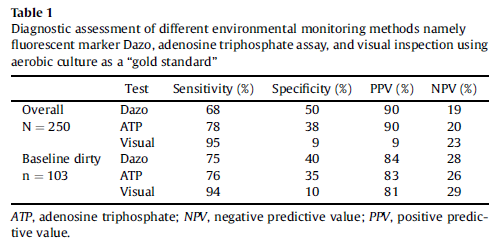 Table 1
Diagnostic assessment of different environmental monitoring methods namely
fluorescent marker Dazo, adenosine triphosphate assay, and visual inspection using
aerobic culture as a “gold standard”
Test Sensitivity (%) Specificity (%) PPV (%) NPV (%)
Overall Dazo 68 50 90 19
N = 250 ATP 78 38 90 20
Visual 95 9 9 23
Baseline dirty Dazo 75 40 84 28
n = 103 ATP 76 35 83 26
Visual 94 10 81 29
ATP, adenosine triphosphate; NPV, negative predictive value; PPV, positive predic-
tive value.